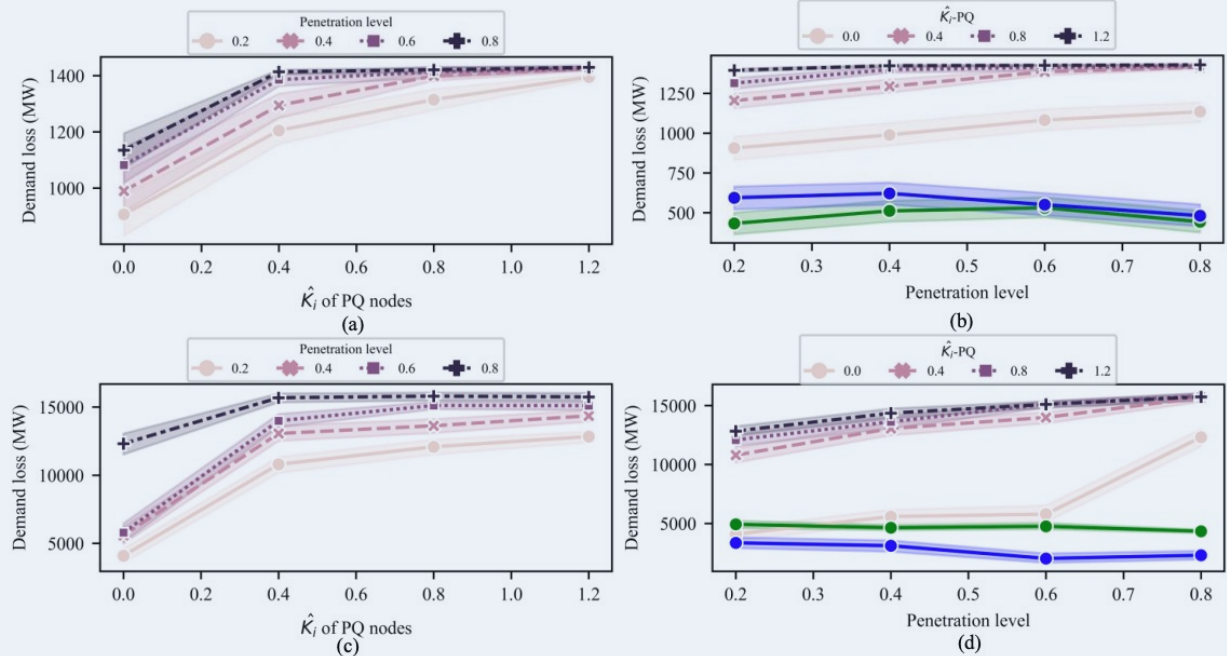 Penetration level
0.2 0.4 0.6 0.8
Demand loss (MW)
1400
1200
1000
0.0 0.2 0.4 0.6 0.8 1.0 1.2
K̂ᵢ of PQ nodes
(a)
K̂ᵢ-PQ
0.0 0.4 0.8 1.2
Demand loss (MW)
1250
1000
750
500
0.2 0.3 0.4 0.5 0.6 0.7 0.8
Penetration level
(b)
Penetration level
0.2 0.4 0.6 0.8
Demand loss (MW)
15000
10000
5000
0.0 0.2 0.4 0.6 0.8 1.0 1.2
K̂ᵢ of PQ nodes
(c)
K̂ᵢ-PQ
0.0 0.4 0.8 1.2
Demand loss (MW)
15000
10000
5000
0.2 0.3 0.4 0.5 0.6 0.7 0.8
Penetration level
(d)